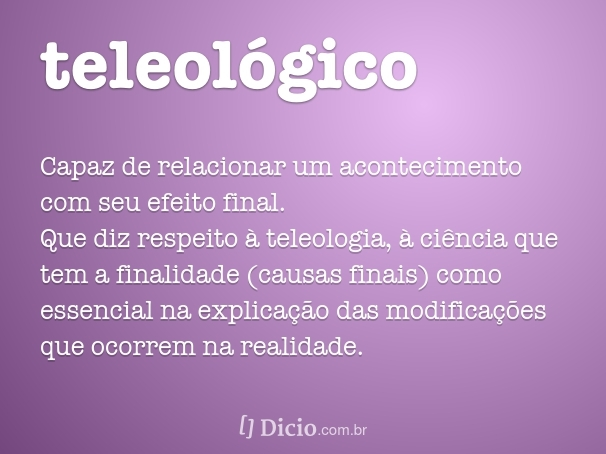 teleológico
Capaz de relacionar um acontecimento
com seu efeito final.
Que diz respeito à teleologia, à ciência que
tem a finalidade (causas finais) como
essencial na explicação das modificações
que ocorrem na realidade.
[] Dicio.com.br